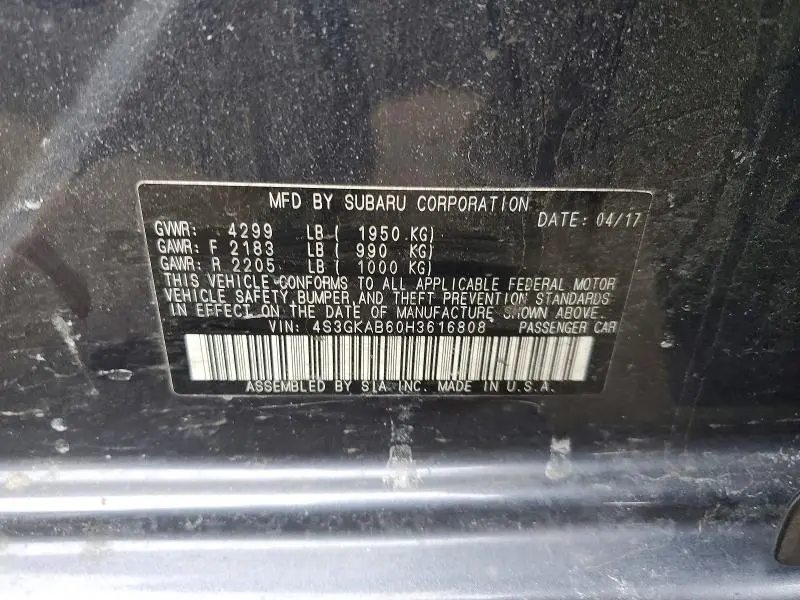 MFD BY SUBARU CORPORATION
DATE: 04/17
GVWR: 4299 LB ( 1950 KG)
GAWR: F 2183 LB ( 990 KG)
GAWR: R 2205 LB ( 1000 KG)
THIS VEHICLE CONFORMS TO ALL APPLICABLE FEDERAL MOTOR
VEHICLE SAFETY, BUMPER, AND THEFT PREVENTION STANDARDS
IN EFFECT ON THE DATE OF MANUFACTURE SHOWN ABOVE.
VIN: 4S3GKAB60H3616808 PASSENGER CAR
ASSEMBLED BY SIA, INC. MADE IN U.S.A.